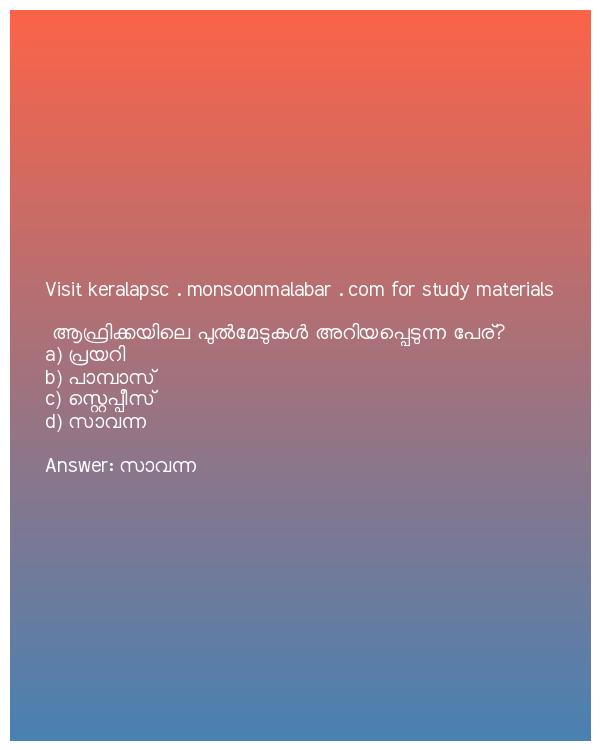 Visit keralapsc . monsoonmalabar . com for study materials
ആഫ്രിക്കയിലെ പുൽമേടുകൾ അറിയപ്പെടുന്ന പേര്?
a) പ്രയറി
b) പാമ്പാസ്
c) സ്റ്റെപ്പീസ്
d) സാവന്ന
Answer: സാവന്ന